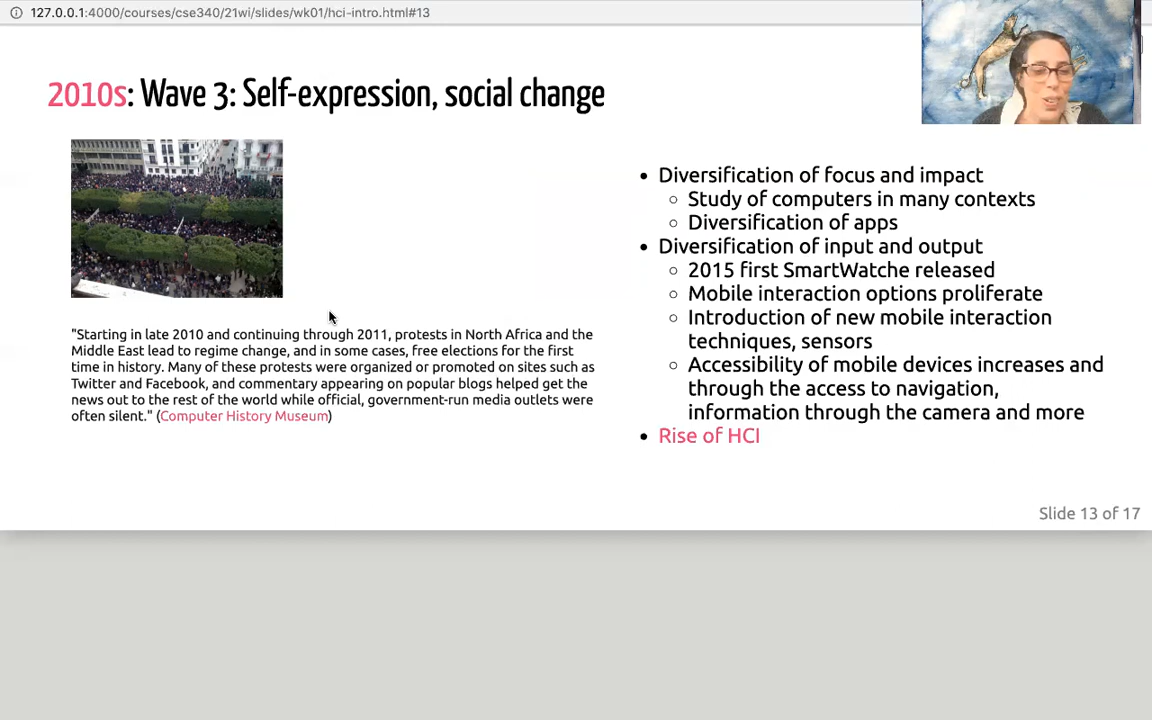 127.0.0.1:4000/courses/cse340/21wi/slides/wk01/hci-intro.html#13
2010s: Wave 3: Self-expression, social change
"Starting in late 2010 and continuing through 2011, protests in North Africa and the
Middle East lead to regime change, and in some cases, free elections for the first
time in history. Many of these protests were organized or promoted on sites such as
Twitter and Facebook, and commentary appearing on popular blogs helped get the
news out to the rest of the world while official, government-run media outlets were
often silent." (Computer History Museum)
Diversification of focus and impact
Study of computers in many contexts
Diversification of apps
Diversification of input and output
2015 first SmartWatche released
Mobile interaction options proliferate
Introduction of new mobile interaction
techniques, sensors
Accessibility of mobile devices increases and
through the access to navigation,
information through the camera and more
Rise of HCI
Slide 13 of 17